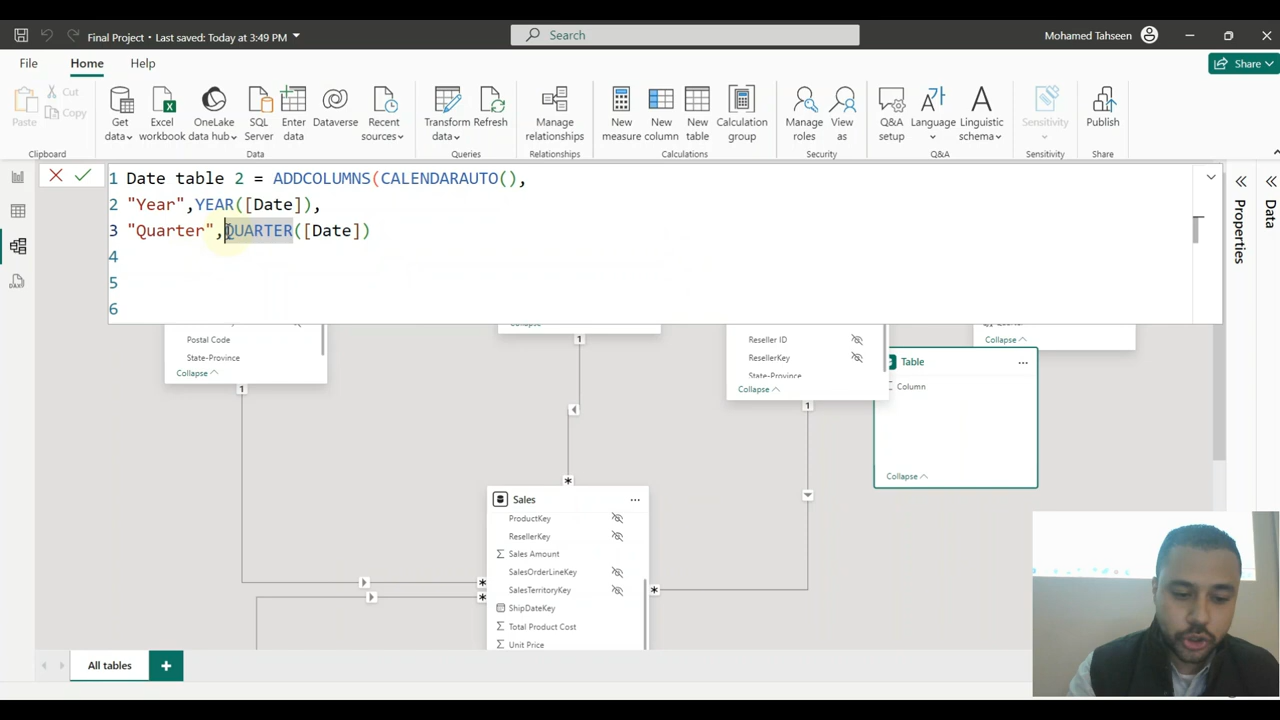 Final Project • Last saved: Today at 3:49 PM
Search
Mohamed Tahseen
File
Home
Help
Share
Paste
Cut
Copy
Get data
Excel workbook
OneLake data hub
SQL Server
Enter data
Dataverse
Recent sources
Transform data
Refresh
Manage relationships
New measure
New column
New table
Calculation group
Manage roles
View as
Q&A setup
Language
Linguistic schema
Sensitivity
Publish
Clipboard
Data
Queries
Relationships
Calculations
Security
Q&A
Sensitivity
Share
1 Date table 2 = ADDCOLUMNS(CALENDARAUTO(),
2 "Year",YEAR([Date]),
3 "Quarter",QUARTER([Date])
4
5
6
Properties
Data
Postal Code
State-Province
Collapse
1
Collapse
1
Reseller ID
ResellerKey
State-Province
Collapse
1
Collapse
Table
Column
Collapse
Sales
ProductKey
ResellerKey
Sales Amount
SalesOrderLineKey
SalesTerritoryKey
ShipDateKey
Total Product Cost
Unit Price
All tables